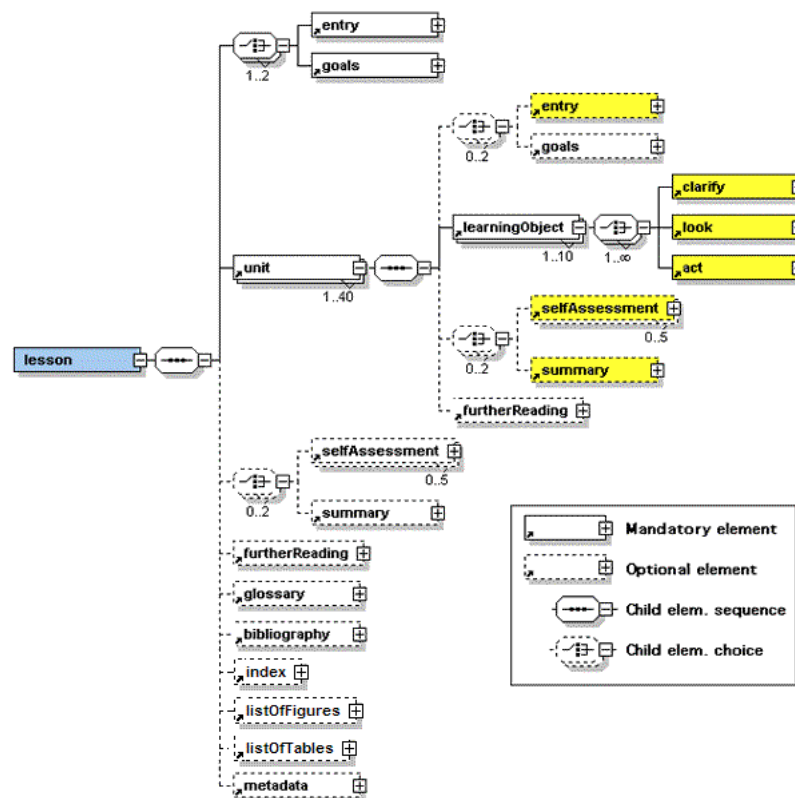 entry
1..2
goals
entry
0..2
goals
clarify
learningObject
look
1..10
1..∞
act
unit
1..40
selfAssessment
0..5
0..2
summary
lesson
furtherReading
selfAssessment
0..5
0..2
summary
furtherReading
glossary
bibliography
index
listOfFigures
listOfTables
metadata
Mandatory element
Optional element
Child elem. sequence
Child elem. choice